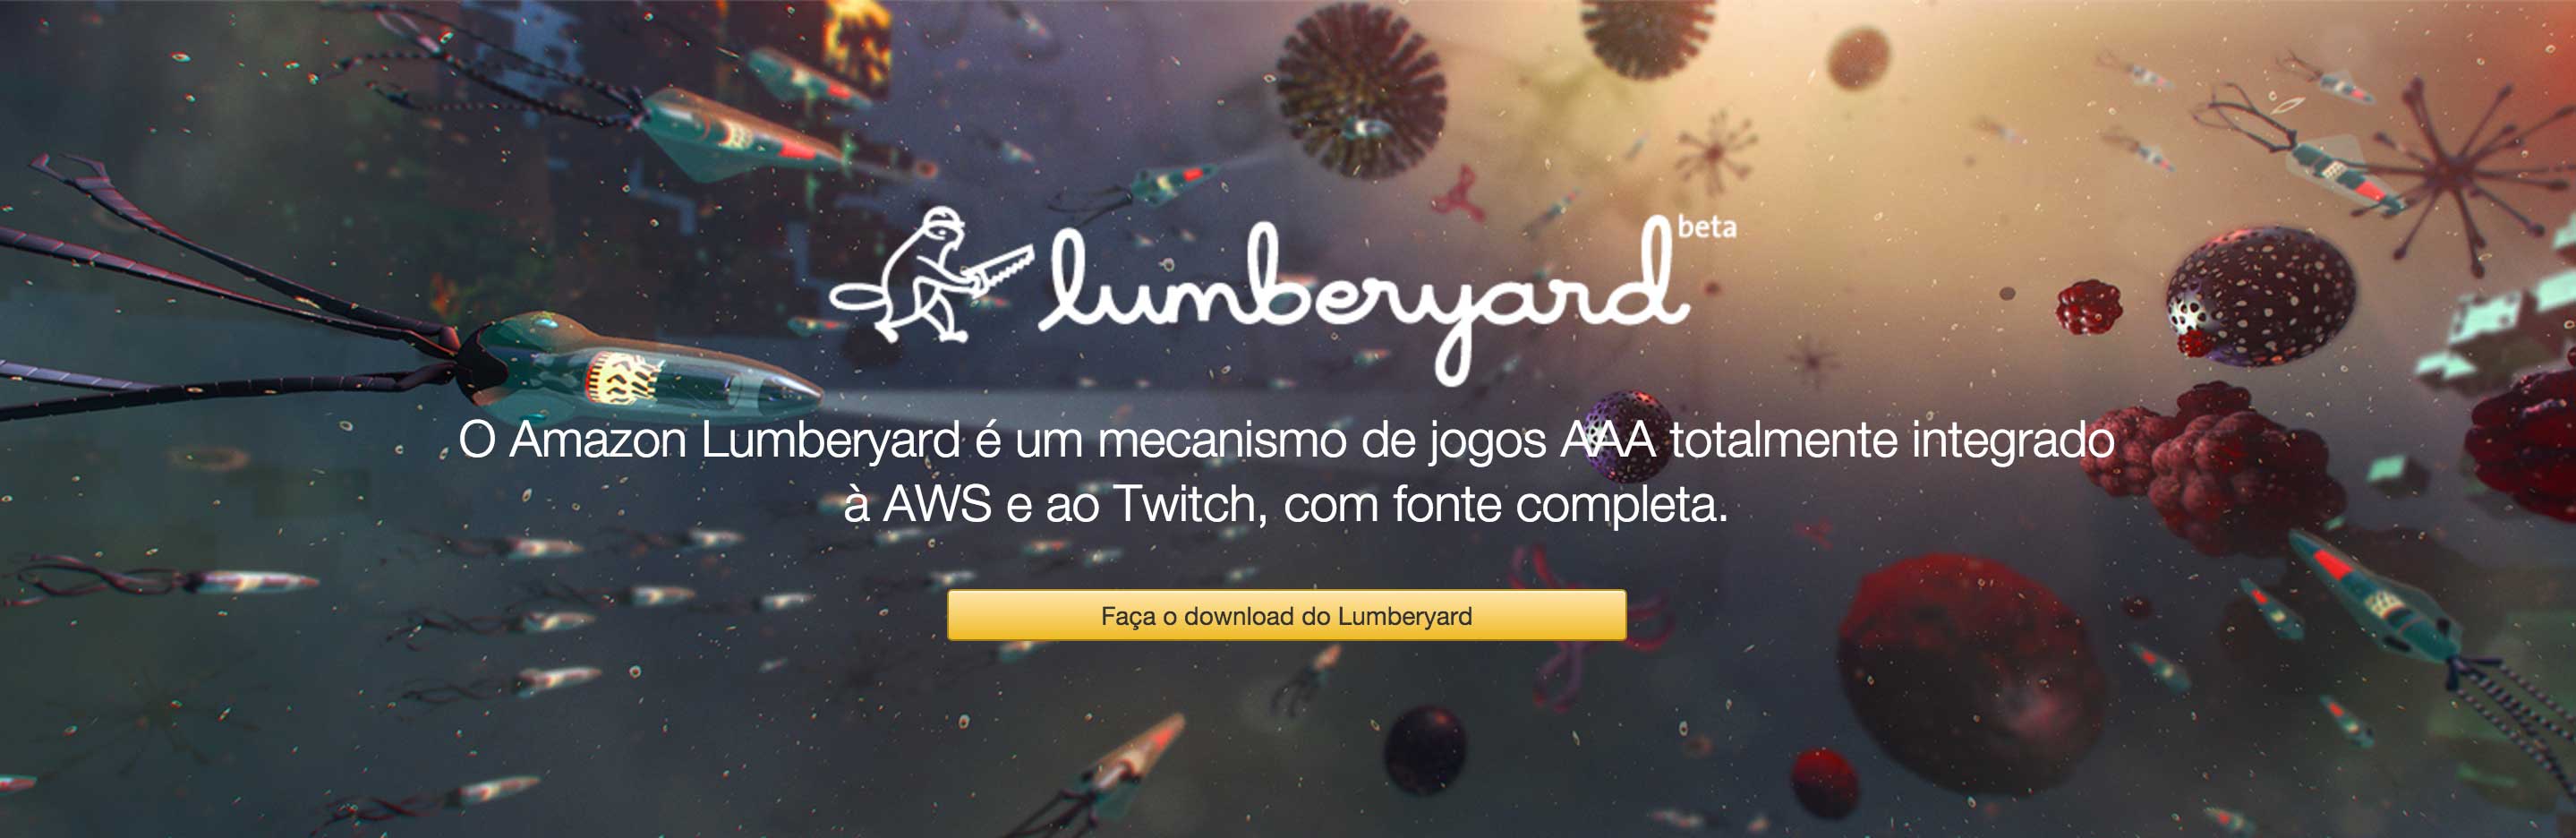 lumberyard beta
O Amazon Lumberyard é um mecanismo de jogos AAA totalmente integrado
à AWS e ao Twitch, com fonte completa.
Faça o download do Lumberyard